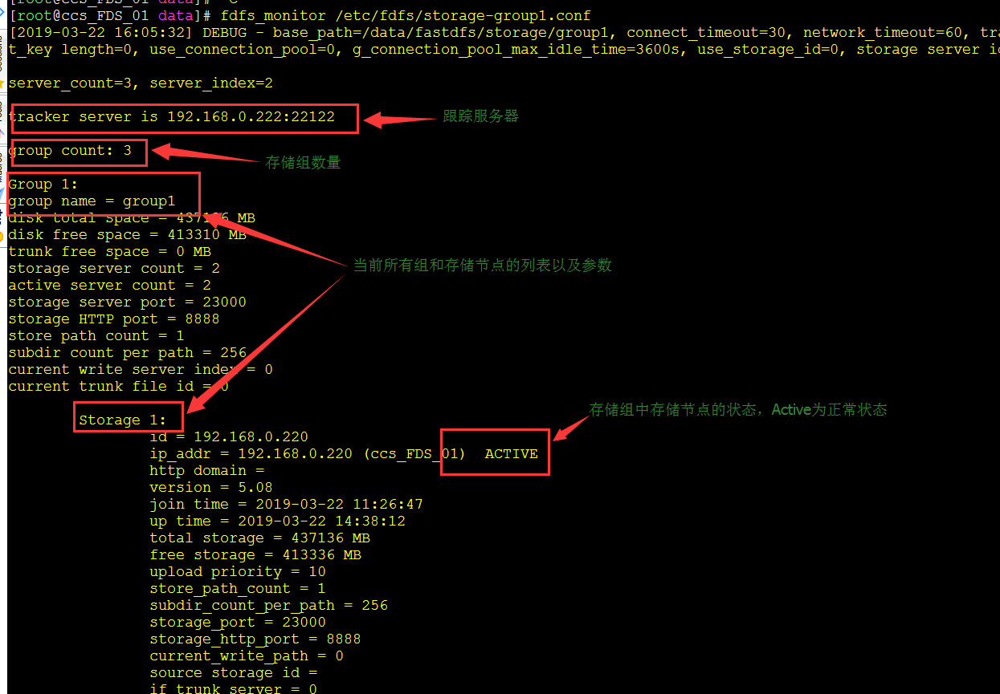 [root@ccs_FDS_01 data]# ^C
[root@ccs_FDS_01 data]# fdfs_monitor /etc/fdfs/storage-group1.conf
[2019-03-22 16:05:32] DEBUG - base_path=/data/fastdfs/storage/group1, connect_timeout=30, network_timeout=60,
t_key length=0, use_connection_pool=0, g_connection_pool_max_idle_time=3600s, use_storage_id=0, storage server
server_count=3, server_index=2
tracker server is 192.168.0.222:22122
跟踪服务器
group count: 3
存储组数量
Group 1:
group name = group1
disk total space = 437136 MB
disk free space = 413310 MB
trunk free space = 0 MB
storage server count = 2
当前所有组和存储节点的列表以及参数
active server count = 2
storage server port = 23000
storage HTTP port = 8888
store path count = 1
subdir count per path = 256
current write server index = 0
current trunk file id = 0
存储组中存储节点的状态，Active为正常状态
Storage 1:
id = 192.168.0.220
ip_addr = 192.168.0.220 (ccs_FDS_01) ACTIVE
http domain =
version = 5.08
join time = 2019-03-22 11:26:47
up time = 2019-03-22 14:38:12
total storage = 437136 MB
free storage = 413336 MB
upload priority = 10
store_path_count = 1
subdir_count_per_path = 256
storage_port = 23000
storage_http_port = 8888
current_write_path = 0
source storage id =
if_trunk_server = 0